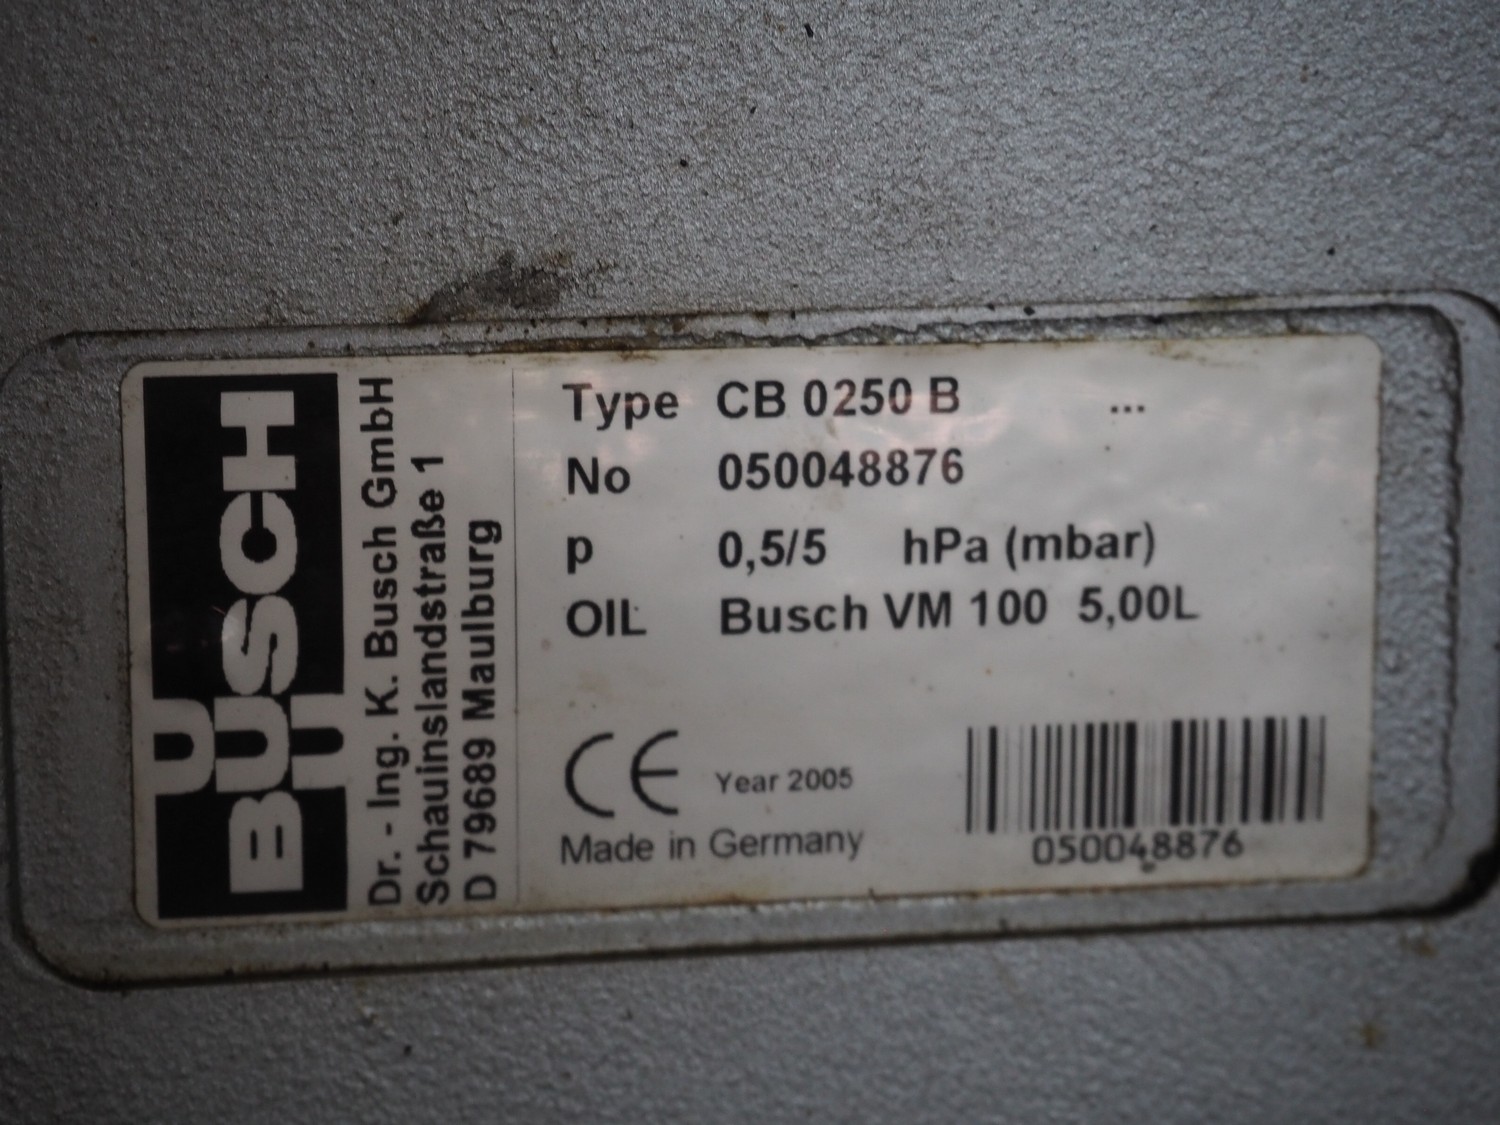 BUSCH
Dr. - Ing. K. Busch GmbH
Schauinslandstraße 1
D 79689 Maulburg
Type CB 0250 B ...
No 050048876
p 0,5/5 hPa (mbar)
OIL Busch VM 100 5,00L
CE Year 2005
Made in Germany
050048876